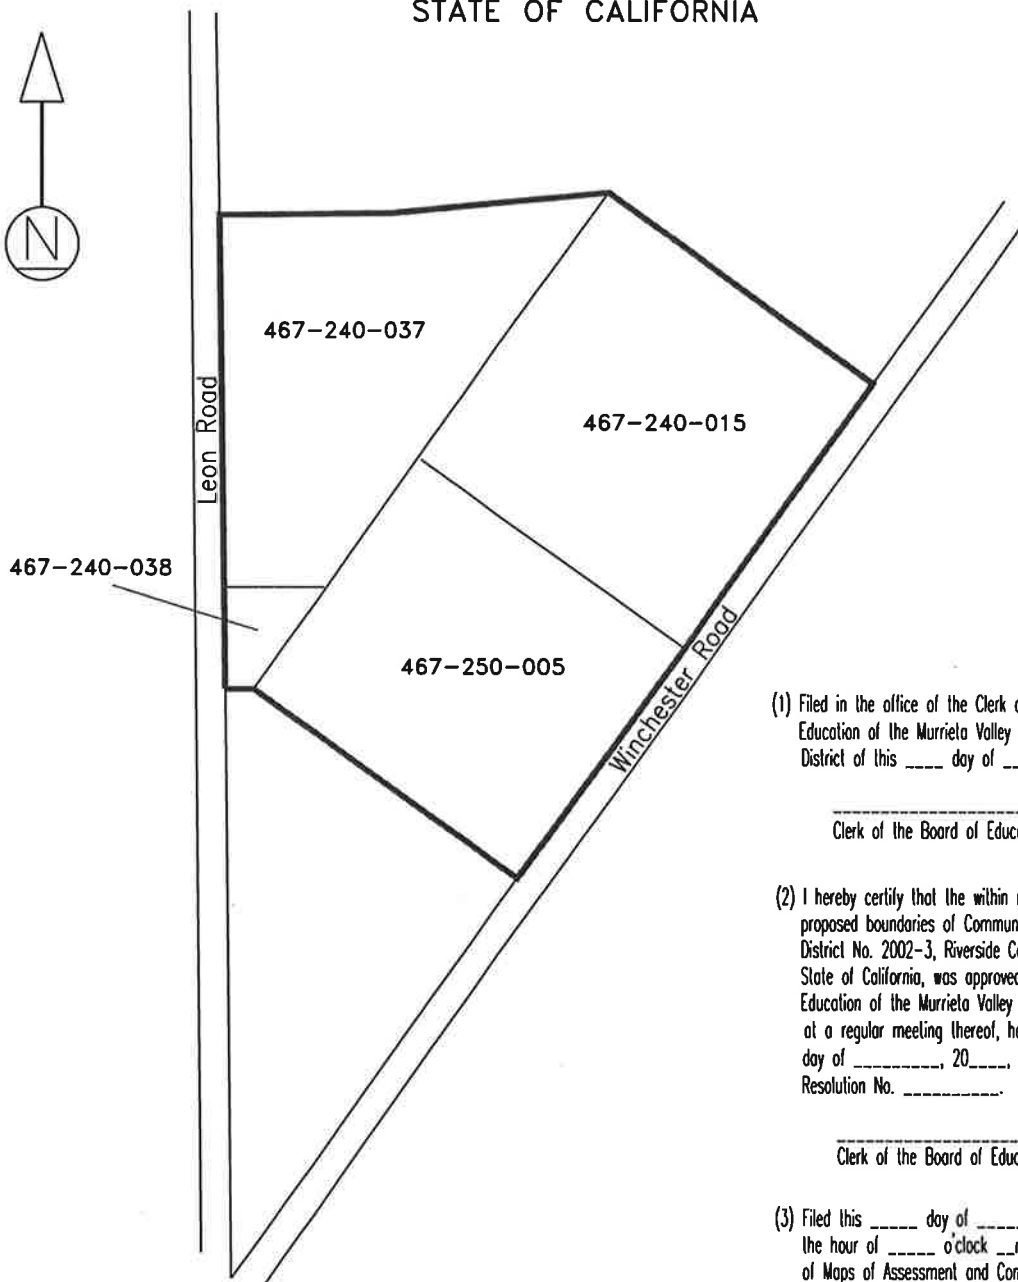 STATE OF CALIFORNIA
N
467-240-037
467-240-015
Leon Road
467-240-038
467-250-005
Winchester Road
(1) Filed in the office of the Clerk
Education of the Murrieta Valley
District of this ____ day of
Clerk of the Board of
(2) I hereby certify that the within
proposed boundaries of
District No. 2002-3, Riverside
State of California, was approved
Education of the Murrieta Valley
at a regular meeting thereof,
day of _________, 20____,
Resolution No. __________.
Clerk of the Board of
(3) Filed this _____ day of _____
the hour of _____ o'clock
of Maps of Assessment and